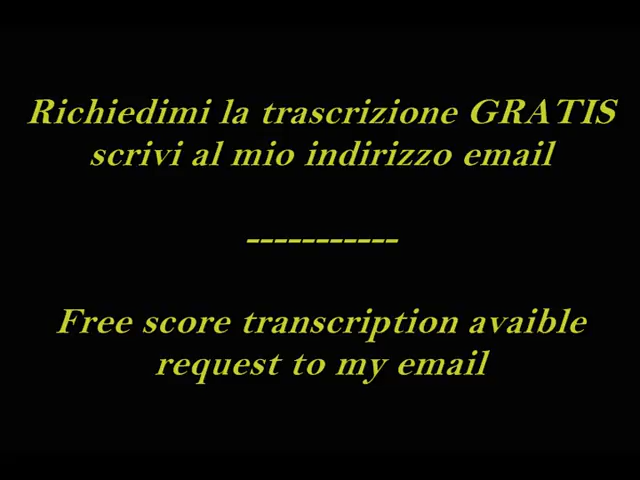 Richiedimi la trascrizione GRATIS
scrivi al mio indirizzo email
-----------
Free score transcription avaible
request to my email